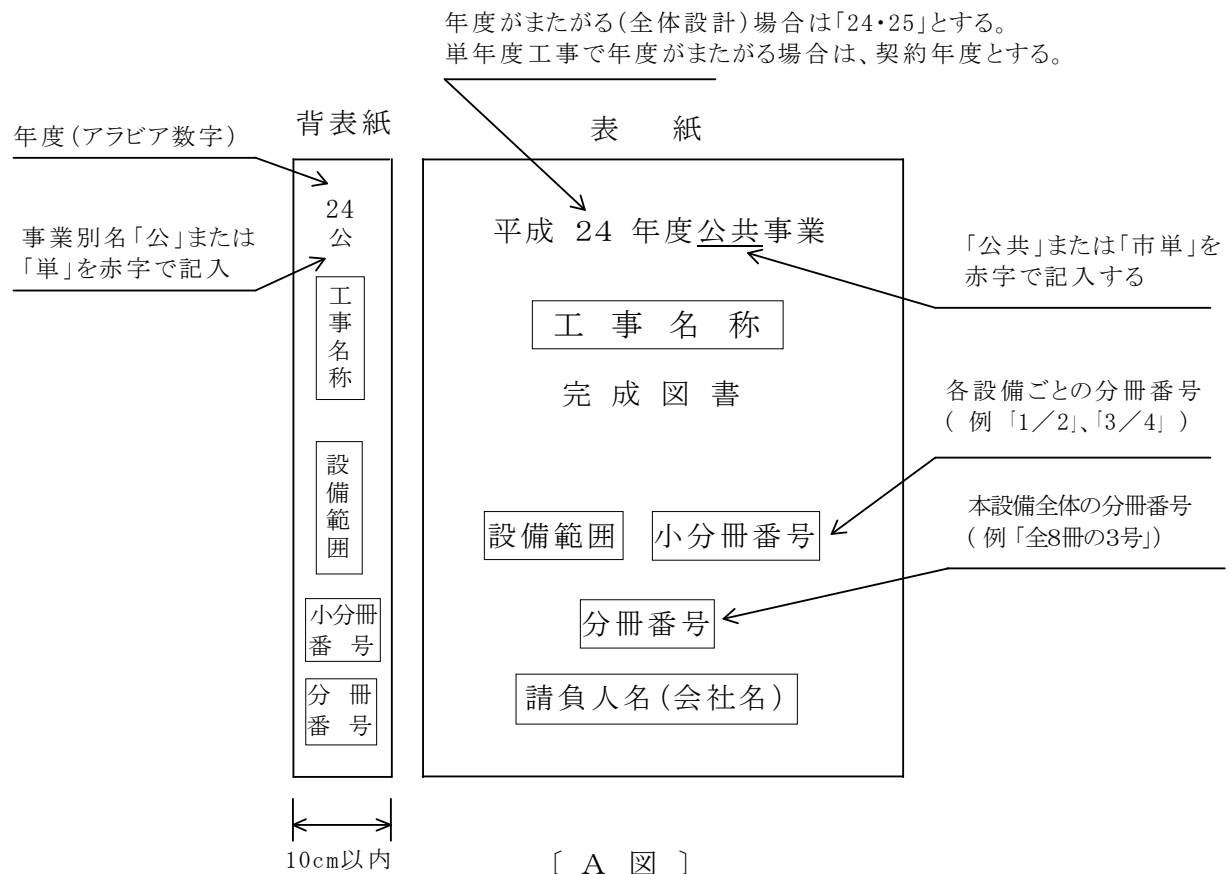 年度がまたがる(全体設計)場合は「24・25」とする。
単年度工事で年度がまたがる場合は、契約年度とする。
背表紙
表 紙
年度(アラビア数字)
24
公
事業別名「公」または
「単」を赤字で記入
工事名称
設備範囲
小分冊
番 号
分 冊
番 号
10cm以内
平成 24 年度公共事業
工 事 名 称
完 成 図 書
設備範囲 小分冊番号
分冊番号
請負人名(会社名)
「公共」または「市単」を
赤字で記入する
各設備ごとの分冊番号
( 例 「1/2」、「3/4」 )
本設備全体の分冊番号
( 例 「全8冊の3号」)
〔 A 図 〕